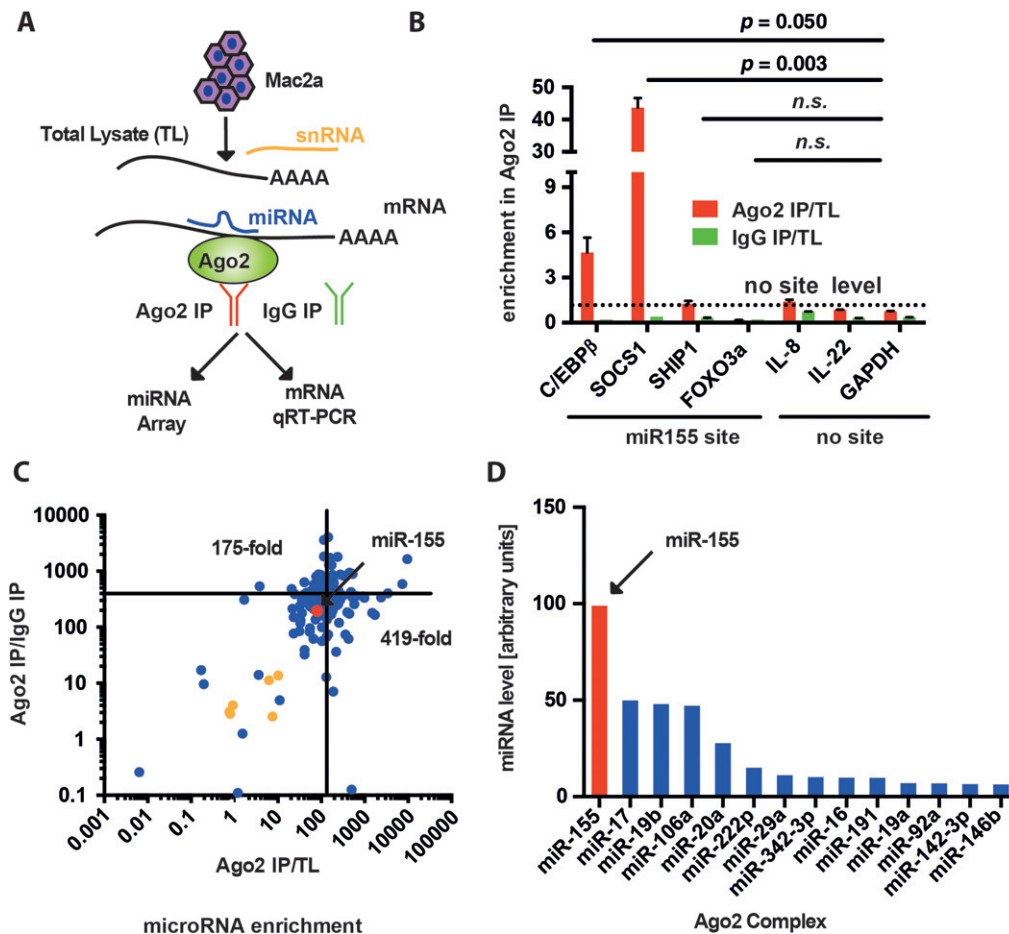 A
Mac2a
Total Lysate (TL)
snRNA
AAAA
miRNA
mRNA
AAAA
Ago2
Ago2 IP
IgG IP
miRNA
Array
mRNA
qRT-PCR
B
p = 0.050
p = 0.003
n.s.
n.s.
enrichment in Ago2 IP
50
40
30
9
6
3
0
Ago2 IP/TL
IgG IP/TL
no site level
C/EBPβ
SOCS1
SHIP1
FOXO3a
IL-8
IL-22
GAPDH
miR155 site
no site
C
Ago2 IP/IgG IP
10000
1000
100
10
1
0.1
175-fold
miR-155
419-fold
0.001
0.1
1
10
100
1000
10000
100000
Ago2 IP/TL
microRNA enrichment
D
miRNA level [arbitrary units]
150
100
50
0
miR-155
miR-155
miR-17
miR-19b
miR-106a
miR-20a
miR-222p
miR-29a
miR-342-3p
miR-16
miR-191
miR-19a
miR-92a
miR-142-3p
miR-146b
Ago2 Complex